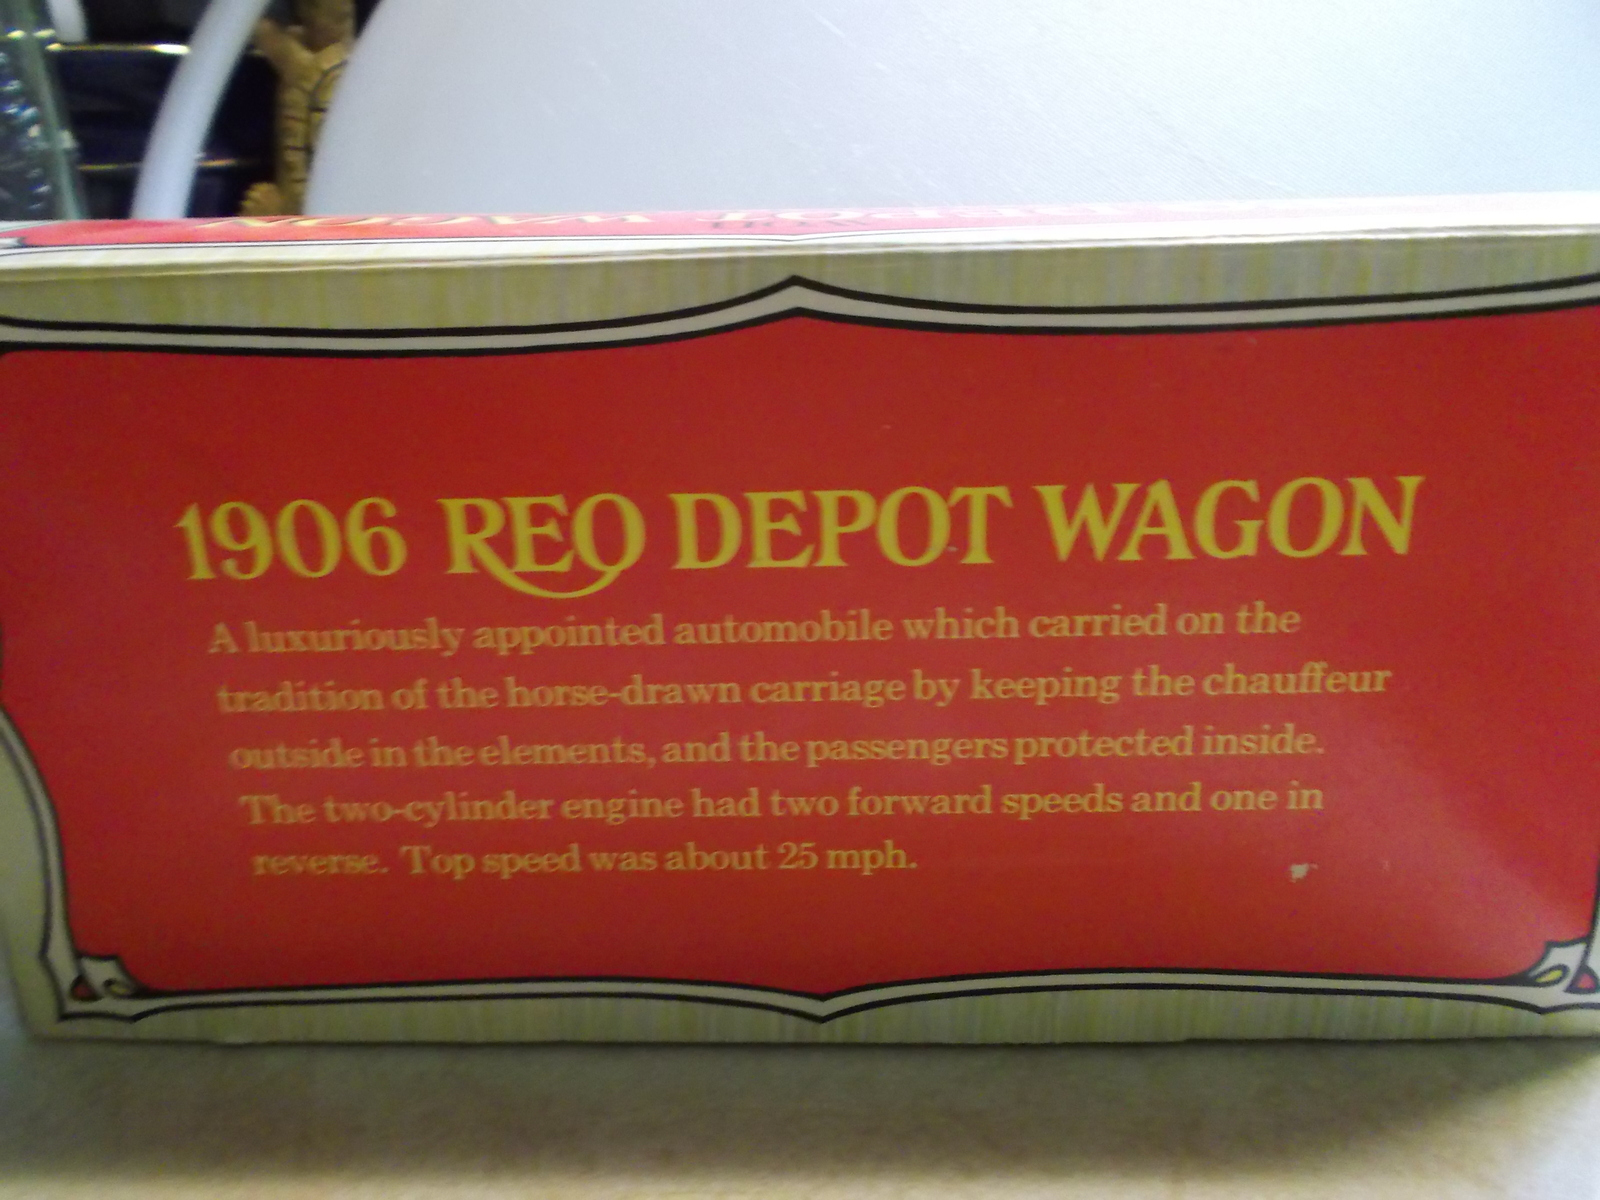 DEPOT WAGON
1906 REO DEPOT WAGON
A luxuriously appointed automobile which carried on the
tradition of the horse-drawn carriage by keeping the chauffeur
outside in the elements, and the passengers protected inside.
The two-cylinder engine had two forward speeds and one in
reverse. Top speed was about 25 mph.